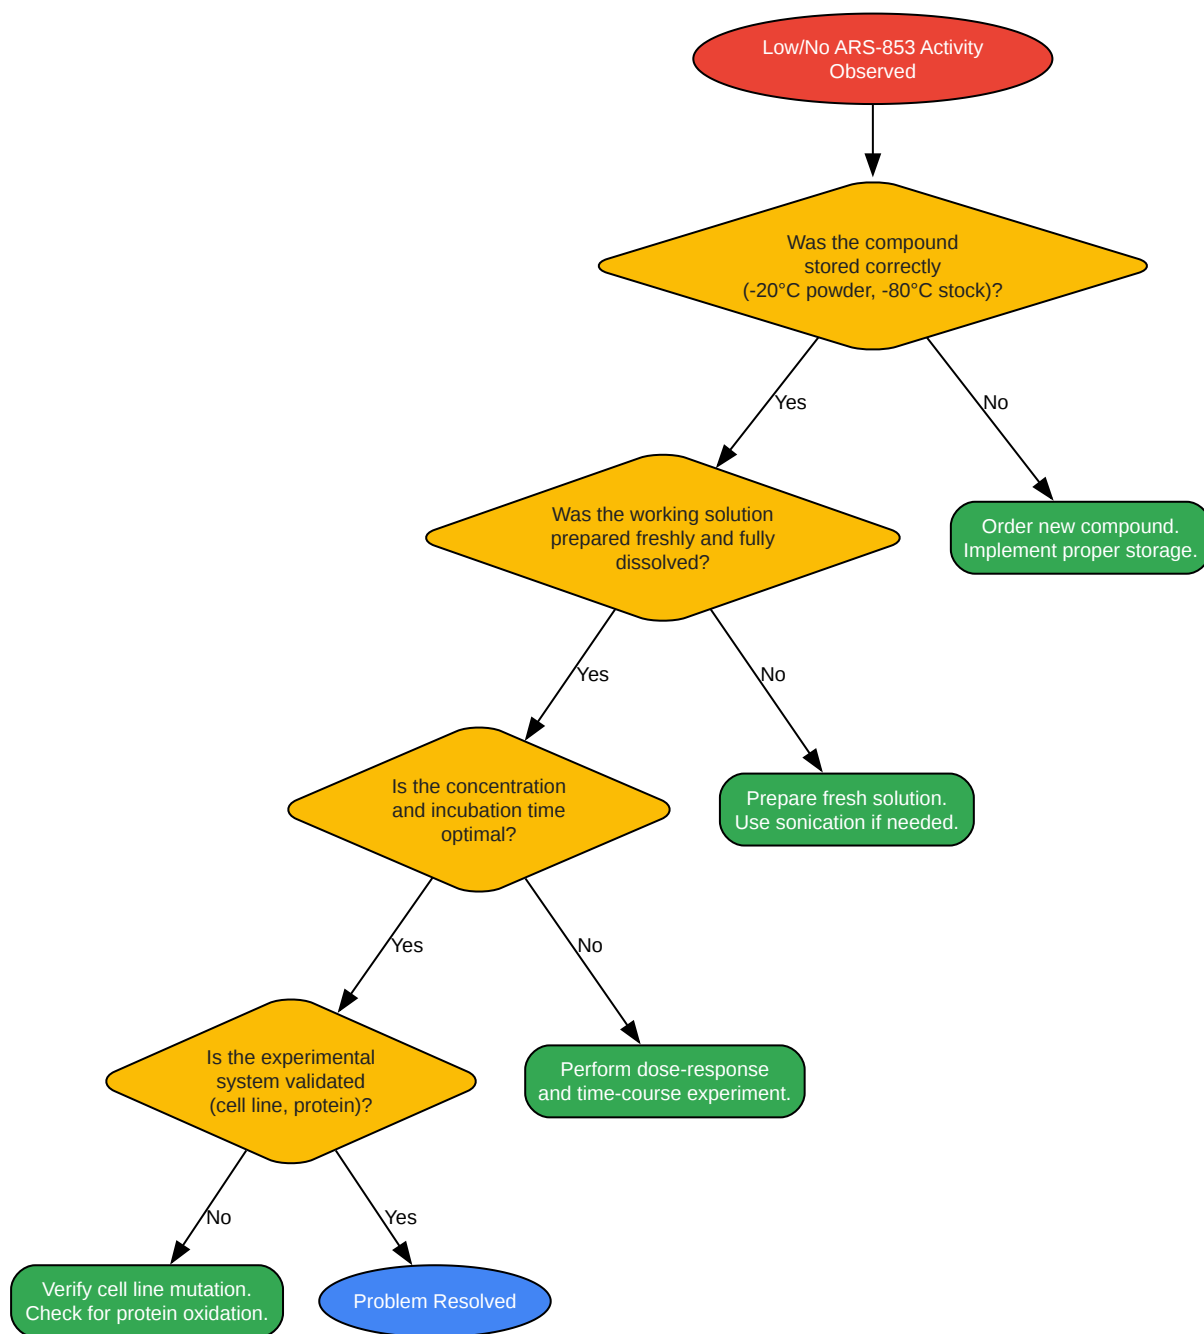 Low/No ARS-853 Activity
Observed
Was the compound
stored correctly
(-20°C powder, -80°C stock)?
Yes
No
Was the working solution
prepared freshly and fully
dissolved?
Order new compound.
Implement proper storage.
Yes
No
Is the concentration
and incubation time
optimal?
Prepare fresh solution.
Use sonication if needed.
Yes
No
Is the experimental
system validated
(cell line, protein)?
Perform dose-response
and time-course experiment.
No
Yes
Verify cell line mutation.
Check for protein oxidation.
Problem Resolved